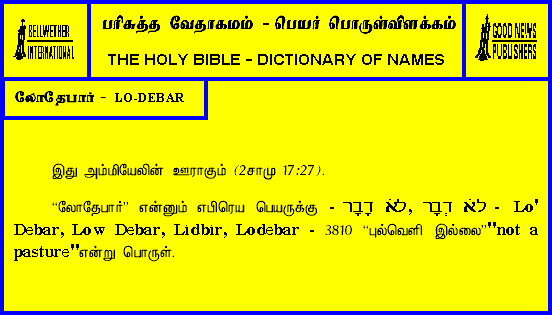 BELLWETHER
INTERNATIONAL
பரிசுத்த வேதாகமம் - பெயர் பொருள்விளக்கம்
THE HOLY BIBLE - DICTIONARY OF NAMES
GOOD NEWS
PUBLISHERS
லோதேபார் - LO-DEBAR
இது அம்மியேலின் ஊராகும் (2சாமு 17:27).
“லோதேபார்” என்னும் எபிரெய பெயருக்கு - לֹא דְבָר, לֹא דָבָר - Lo'
Debar, Low Debar, Lidbir, Lodebar - 3810 “புல்வெளி இல்லை”"not a
pasture"என்று பொருள்.